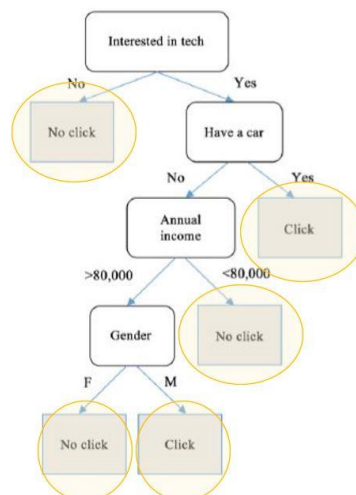 Interested in tech
No
Yes
No click
Have a car
No
Yes
Annual
income
Click
>80,000
<80,000
Gender
No click
F
M
No click
Click